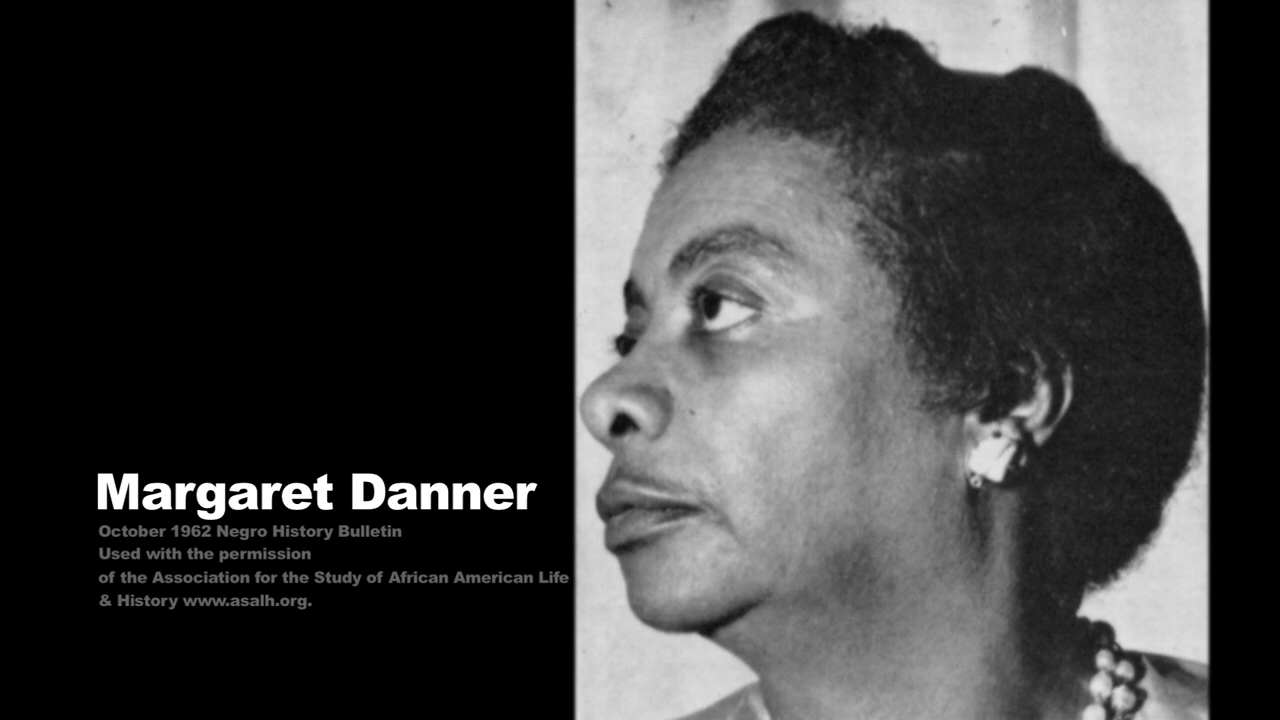 Margaret Danner
October 1962 Negro History Bulletin
Used with the permission
of the Association for the Study of African American Life
& History www.asalh.org.